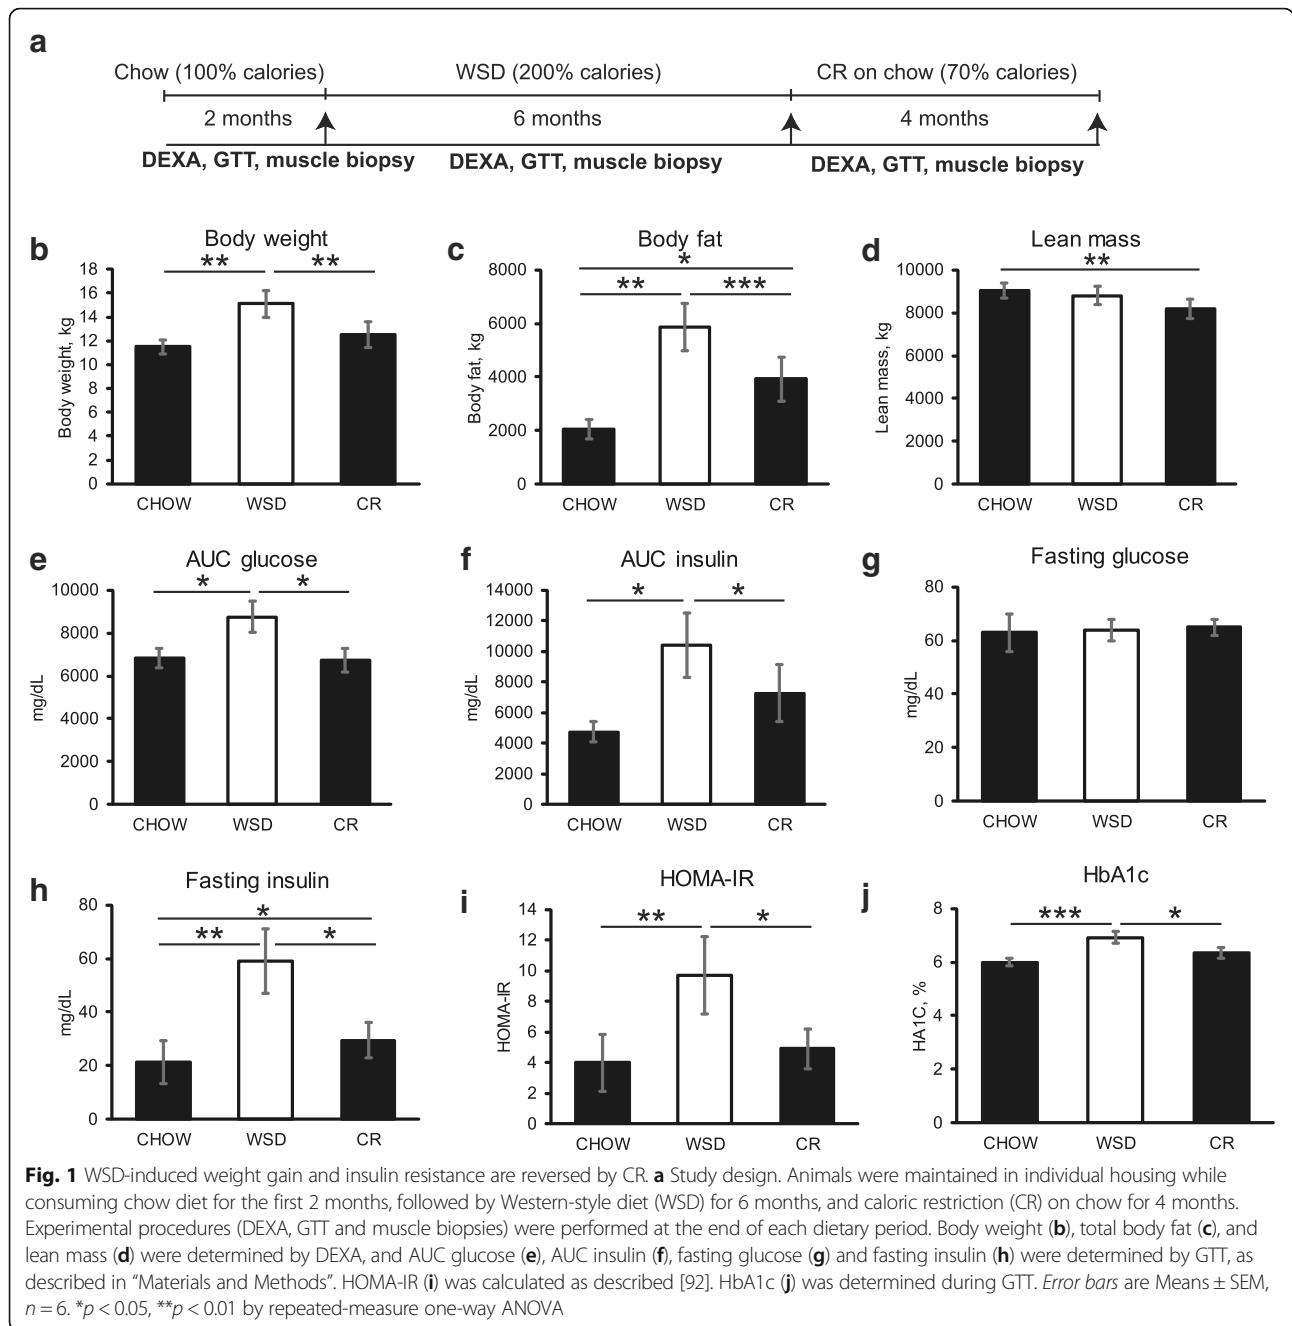 a
Chow (100% calories) WSD (200% calories) CR on chow (70% calories)
2 months 6 months 4 months
DEXA, GTT, muscle biopsy DEXA, GTT, muscle biopsy DEXA, GTT, muscle biopsy
b
Body weight
** **
Body weight, kg
18
16
14
12
10
8
6
4
2
0
CHOW WSD CR
c
Body fat
*
** ***
Body fat, kg
8000
6000
4000
2000
0
CHOW WSD CR
d
Lean mass
**
Lean mass, kg
10000
8000
6000
4000
2000
0
CHOW WSD CR
e
AUC glucose
* *
mg/dL
10000
8000
6000
4000
2000
0
CHOW WSD CR
f
AUC insulin
* *
mg/dL
14000
12000
10000
8000
6000
4000
2000
0
CHOW WSD CR
g
Fasting glucose
mg/dL
80
60
40
20
0
CHOW WSD CR
h
Fasting insulin
*
** *
mg/dL
80
60
40
20
0
CHOW WSD CR
i
HOMA-IR
** *
HOMA-IR
14
12
10
8
6
4
2
0
CHOW WSD CR
j
HbA1c
*** *
HA1C, %
8
6
4
2
0
CHOW WSD CR
Fig. 1 WSD-induced weight gain and insulin resistance are reversed by CR. a Study design. Animals were maintained in individual housing while
consuming chow diet for the first 2 months, followed by Western-style diet (WSD) for 6 months, and caloric restriction (CR) on chow for 4 months.
Experimental procedures (DEXA, GTT and muscle biopsies) were performed at the end of each dietary period. Body weight (b), total body fat (c), and
lean mass (d) were determined by DEXA, and AUC glucose (e), AUC insulin (f), fasting glucose (g) and fasting insulin (h) were determined by GTT, as
described in "Materials and Methods". HOMA-IR (i) was calculated as described [92]. HbA1c (j) was determined during GTT. Error bars are Means ± SEM,
n = 6. *p < 0.05, **p < 0.01 by repeated-measure one-way ANOVA